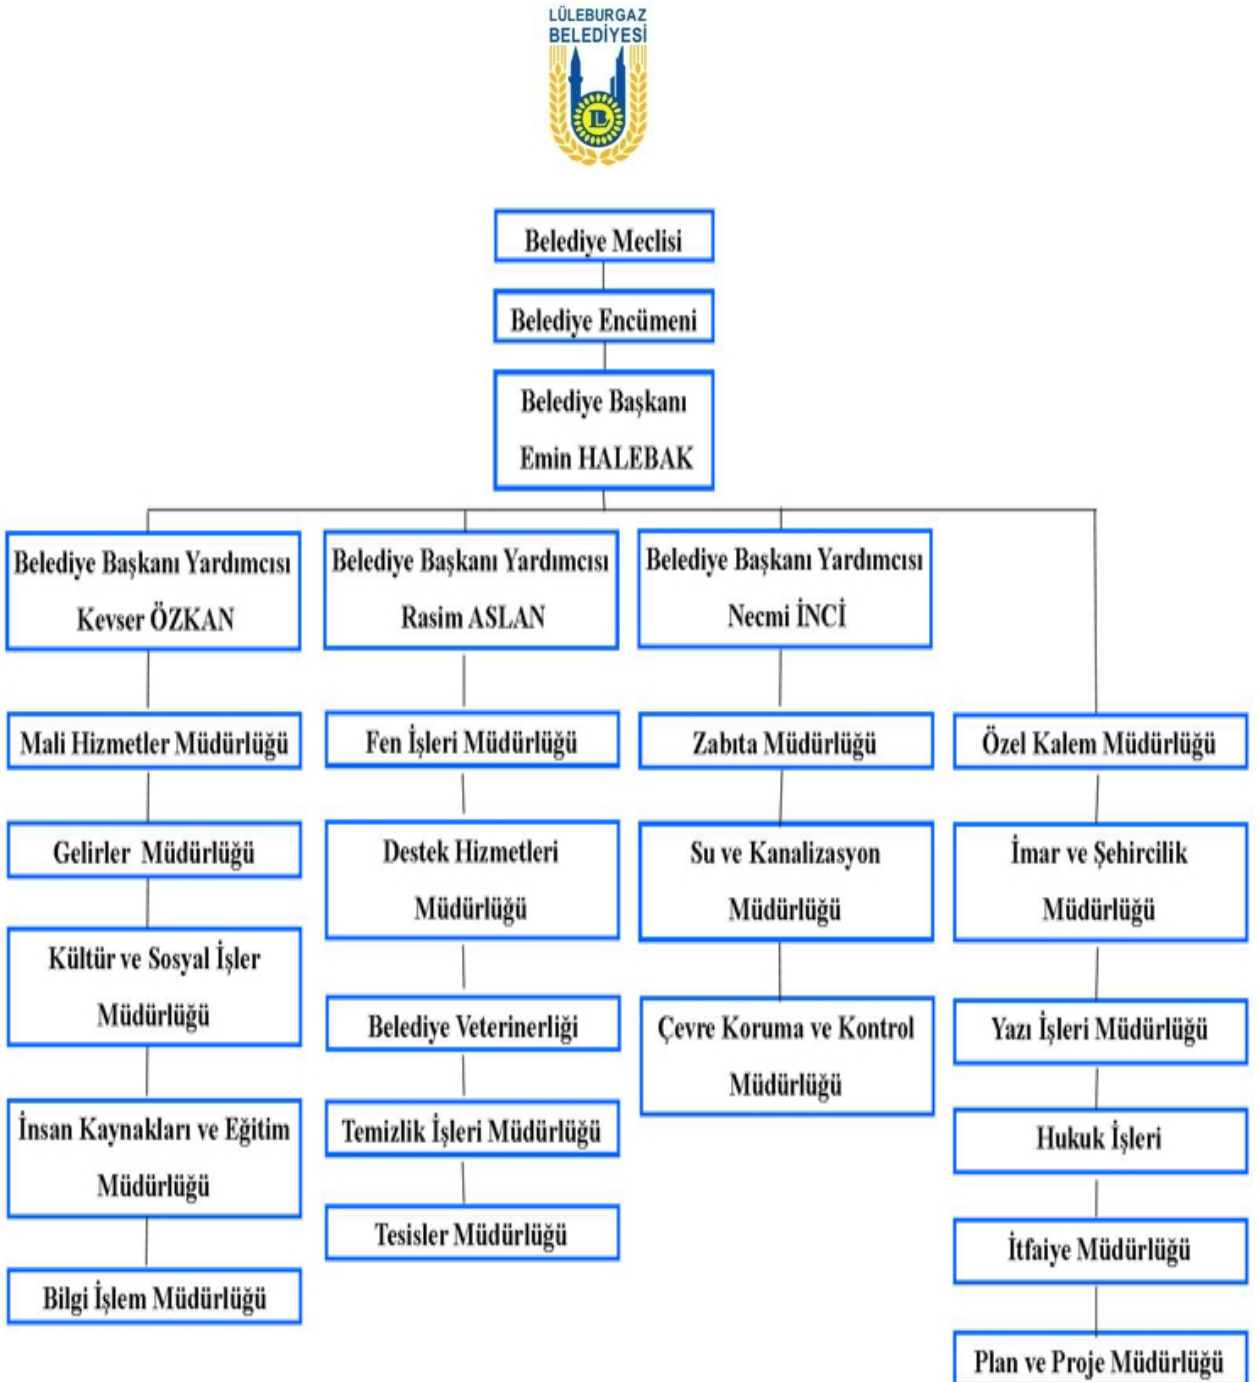 LÜLEBURGAZ
BELEDİYESİ
B
Belediye Meclisi
Belediye Encümeni
Belediye Başkanı
Emin HALEBAK
Belediye Başkanı Yardımcısı
Kevser ÖZKAN
Mali Hizmetler Müdürlüğü
Gelirler Müdürlüğü
Kültür ve Sosyal İşler
Müdürlüğü
İnsan Kaynakları ve Eğitim
Müdürlüğü
Bilgi İşlem Müdürlüğü
Belediye Başkanı Yardımcısı
Rasim ASLAN
Fen İşleri Müdürlüğü
Destek Hizmetleri
Müdürlüğü
Belediye Veterinerliği
Temizlik İşleri Müdürlüğü
Tesisler Müdürlüğü
Belediye Başkanı Yardımcısı
Necmi İNCİ
Zabıta Müdürlüğü
Su ve Kanalizasyon
Müdürlüğü
Çevre Koruma ve Kontrol
Müdürlüğü
Özel Kalem Müdürlüğü
İmar ve Şehircilik
Müdürlüğü
Yazı İşleri Müdürlüğü
Hukuk İşleri
İtfaiye Müdürlüğü
Plan ve Proje Müdürlüğü